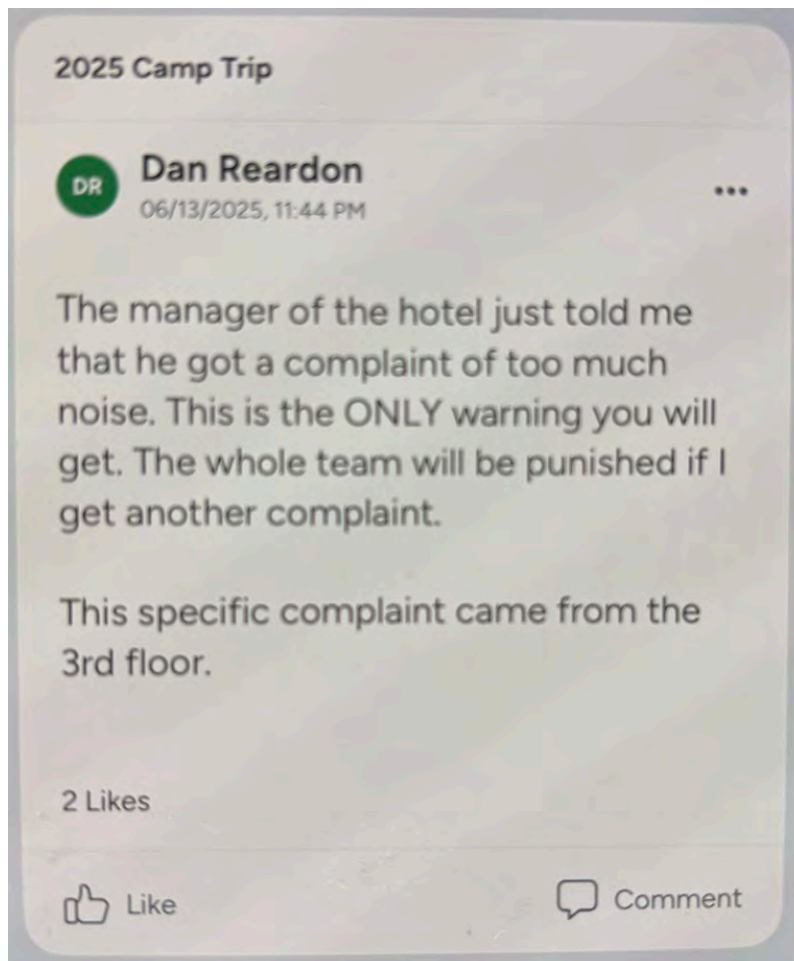 2025 Camp Trip
DR
Dan Reardon
06/13/2025, 11:44 PM
The manager of the hotel just told me
that he got a complaint of too much
noise. This is the ONLY warning you will
get. The whole team will be punished if I
get another complaint.
This specific complaint came from the
3rd floor.
2 Likes
Like
Comment